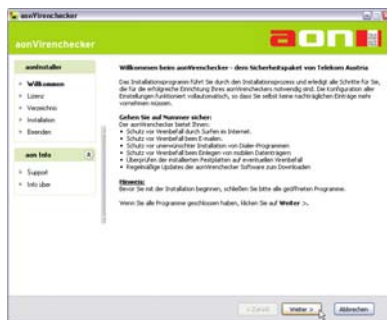 aonVirenchecker
aonVirenchecker
aon
aonInstaller
Willkommen
Lizenz
Verzeichnis
Installation
Beenden
aon Info
Support
Info über
Willkommen beim aonVirenchecker - dem Sicherheitspaket von Telekom Austria
Das Installationsprogramm führt Sie durch den Installationsprozess und erledigt alle Schritte für Sie,
die für die erfolgreiche Einrichtung Ihres aonVirencheckers notwendig sind. Die Konfiguration aller
Einstellungen funktioniert vollautomatisch, so dass Sie selbst keine nachträglichen Einträge mehr
vornehmen müssen.
Gehen Sie auf Nummer sicher:
Der aonVirenchecker bietet Ihnen:
• Schutz vor Virenbefall durch Surfen im Internet.
• Schutz vor Virenbefall beim E-mailen.
• Schutz vor unerwünschter Installation von Dialer-Programmen
• Schutz vor Virenbefall beim Einlegen von mobilen Datenträgern
• Überprüfen der installierten Festplatten auf eventuellen Virenbefall
• Regelmäßige Updates der aonVirenchecker Software zum Downloaden
Hinweis:
Bevor Sie mit der Installation beginnen, schließen Sie bitte alle geöffneten Programme.
Wenn Sie alle Programme geschlossen haben, klicken Sie auf Weiter >.
< Zurück
Weiter >
Abbrechen